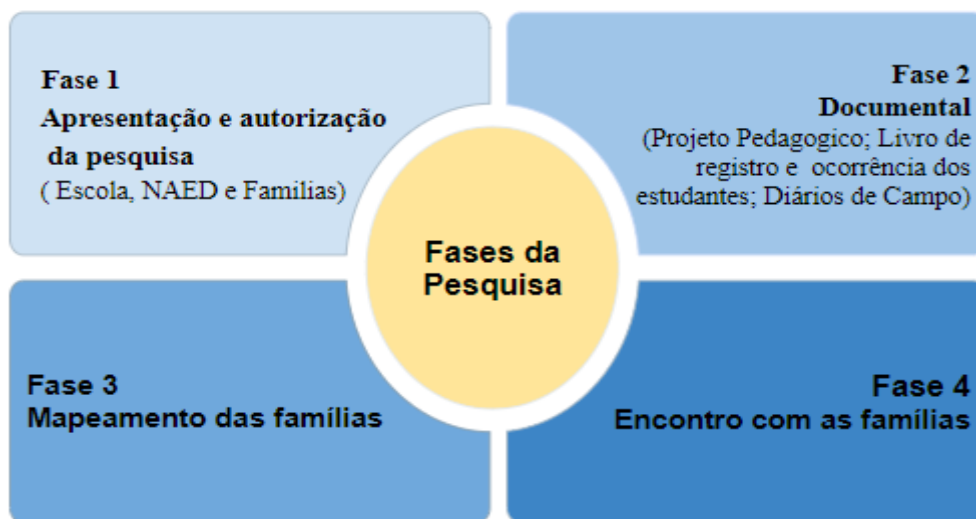 Fase 1
Apresentação e autorização
da pesquisa
( Escola, NAED e Familias)
Fase 2
Documental
(Projeto Pedagogico; Livro de
registro e ocorrência dos
estudantes; Diários de Campo)
Fases da
Pesquisa
Fase 3
Mapeamento das famílias
Fase 4
Encontro com as famílias